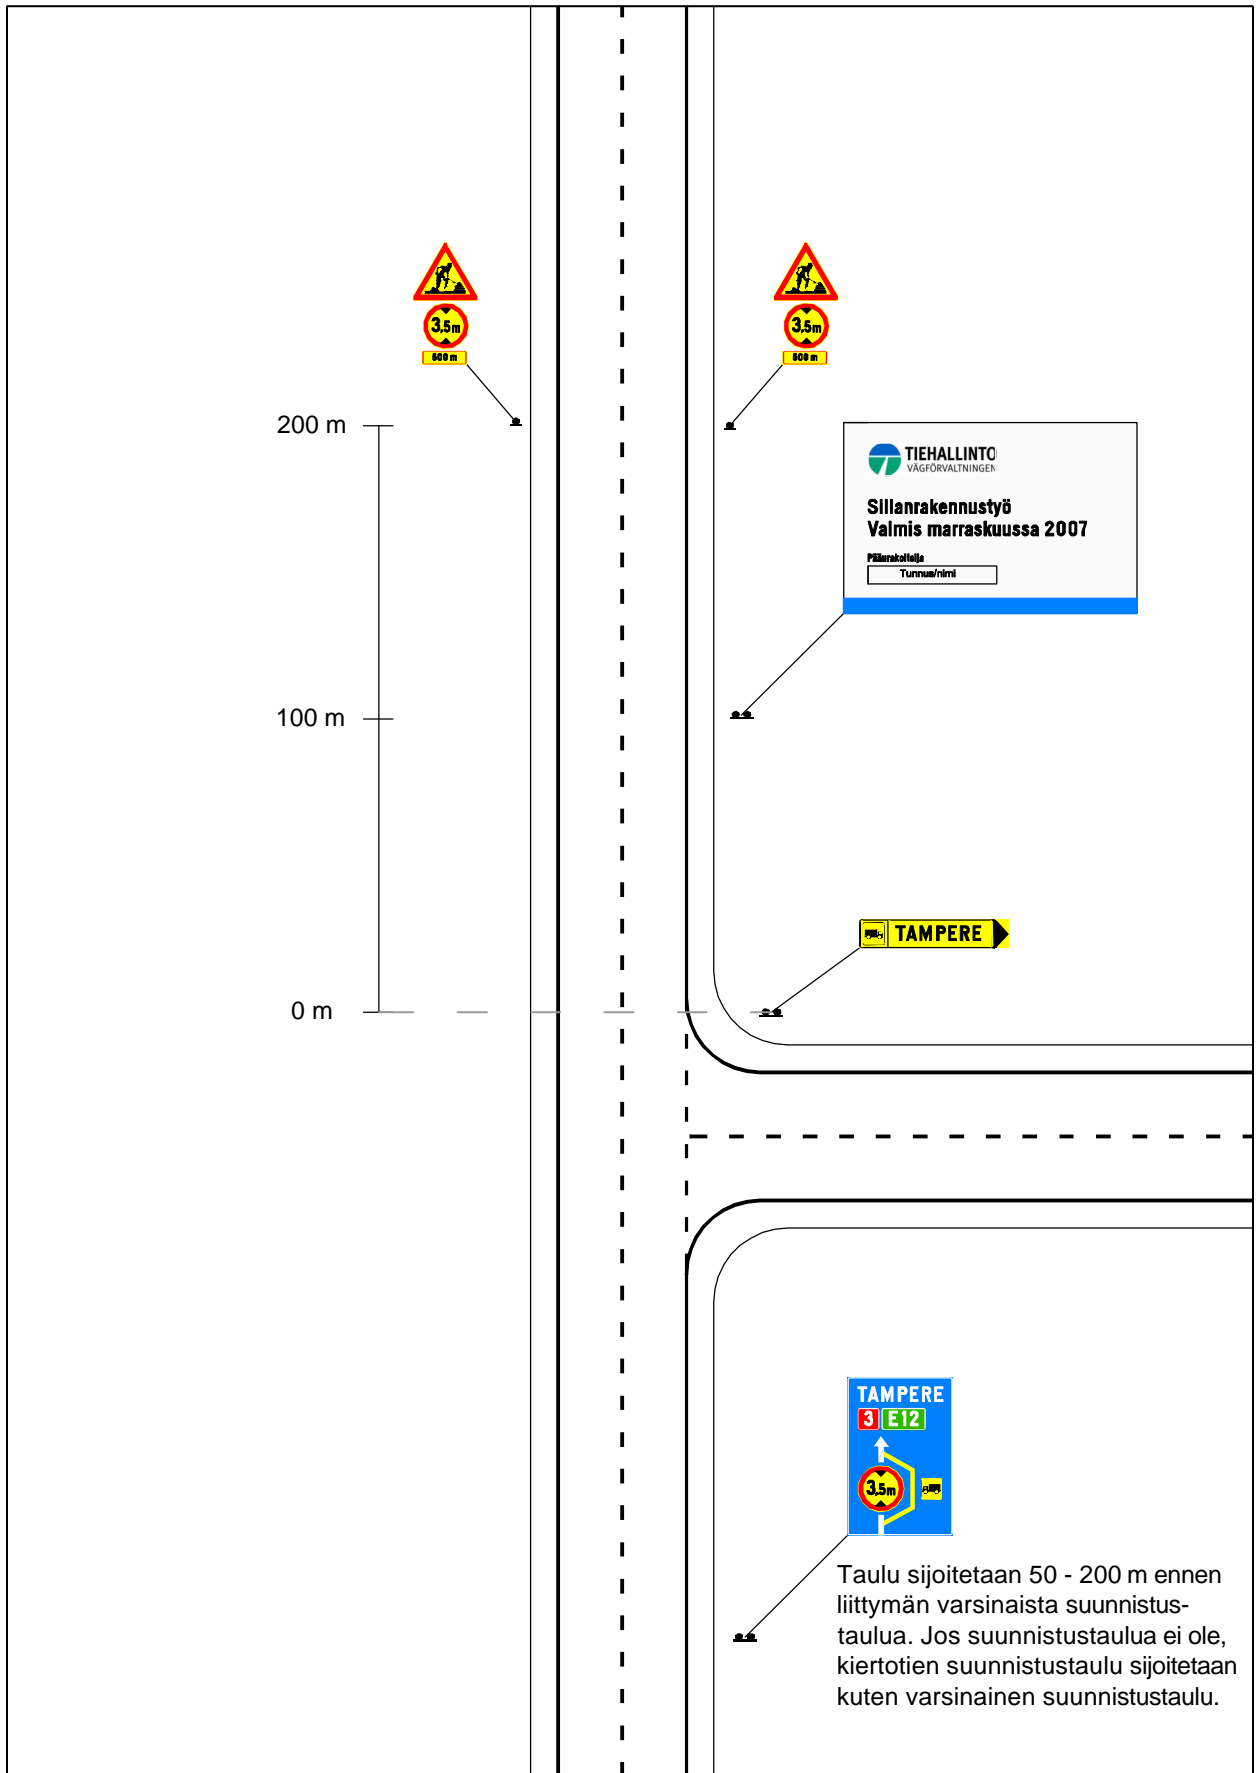 3,5m
3,5m
500 m
500 m
200 m
TIEHALLINTO
VÄGFÖRVALTNINGEN
Sillanrakennustyö
Valmis marraskuussa 2007
Pääurakoitsija
Tunnus/nimi
100 m
TAMPERE
0 m
TAMPERE
3 E12
3,5m
Taulu sijoitetaan 50 - 200 m ennen
liittymän varsinaista suunnistus-
taulua. Jos suunnistustaulua ei ole,
kiertotien suunnistustaulu sijoitetaan
kuten varsinainen suunnistustaulu.